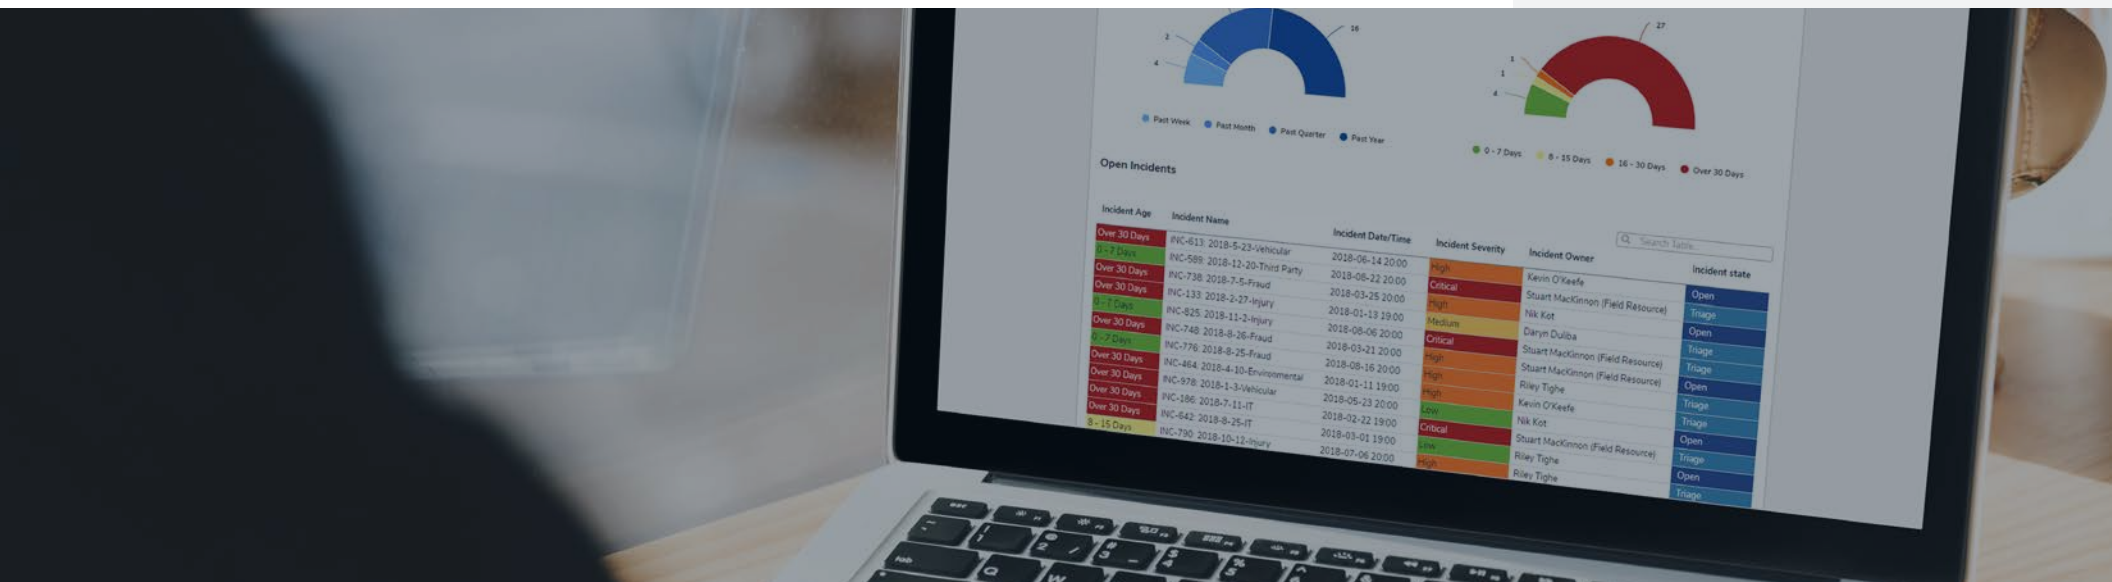 2
4
16
27
1
1
4
Past Week Past Month Past Quarter Past Year
0 - 7 Days 8 - 15 Days 16 - 30 Days Over 30 Days
Open Incidents
Search Table...
Incident Age Incident Name Incident Date/Time Incident Severity Incident Owner Incident state
Over 30 Days INC-613: 2018-5-23-Vehicular 2018-06-14 20:00 High Kevin O'Keefe Open
0 - 7 Days INC-589: 2018-12-20-Third Party 2018-08-22 20:00 Critical Stuart MacKinnon (Field Resource) Triage
Over 30 Days INC-738: 2018-7-5-Fraud 2018-03-25 20:00 High Nik Kot Open
Over 30 Days INC-133: 2018-2-27-Injury 2018-01-13 19:00 Medium Daryn Duliba Triage
0 - 7 Days INC-825: 2018-11-2-Injury 2018-08-06 20:00 Critical Stuart MacKinnon (Field Resource) Triage
Over 30 Days INC-748: 2018-8-26-Fraud 2018-03-21 20:00 High Stuart MacKinnon (Field Resource) Open
0 - 7 Days INC-776: 2018-8-25-Fraud 2018-08-16 20:00 High Riley Tighe Triage
Over 30 Days INC-464: 2018-4-10-Environmental 2018-01-11 19:00 High Kevin O'Keefe Triage
Over 30 Days INC-978: 2018-1-3-Vehicular 2018-05-23 20:00 Low Nik Kot Open
Over 30 Days INC-186: 2018-7-11-IT 2018-02-22 19:00 Critical Stuart MacKinnon (Field Resource) Triage
Over 30 Days INC-642: 2018-8-25-IT 2018-03-01 19:00 Low Riley Tighe Open
8 - 15 Days INC-790: 2018-10-12-Injury 2018-07-06 20:00 High Riley Tighe Triage
esc
1
2
3
4
5
6
tab
Q
W